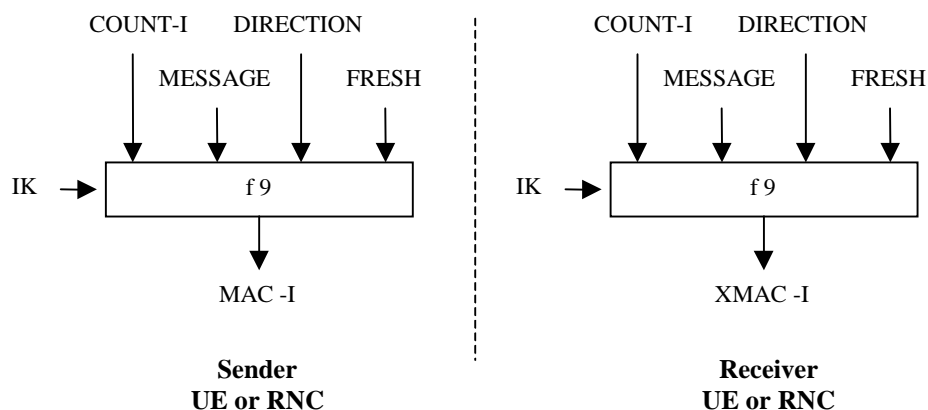 COUNT-I DIRECTION COUNT-I DIRECTION
MESSAGE FRESH MESSAGE FRESH
IK f 9 IK f 9
MAC -I XMAC -I
Sender Receiver
UE or RNC UE or RNC